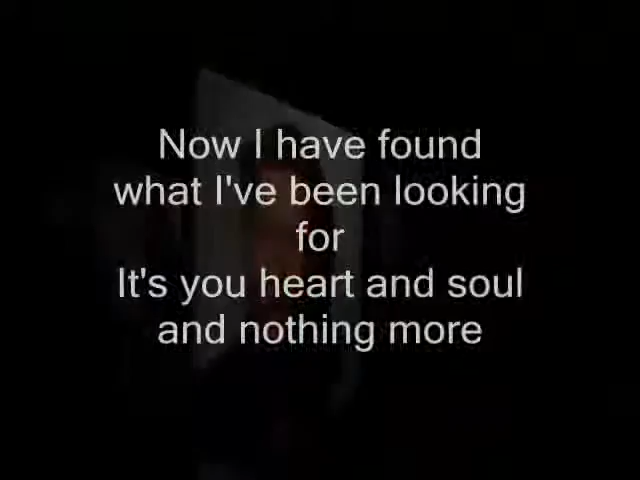 Now I have found
what I've been looking
for
It's you heart and soul
and nothing more